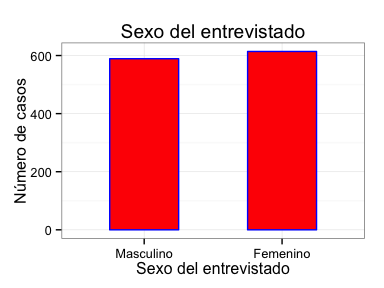 Sexo del entrevistado
Número de casos
600
400
200
0
Masculino Femenino
Sexo del entrevistado